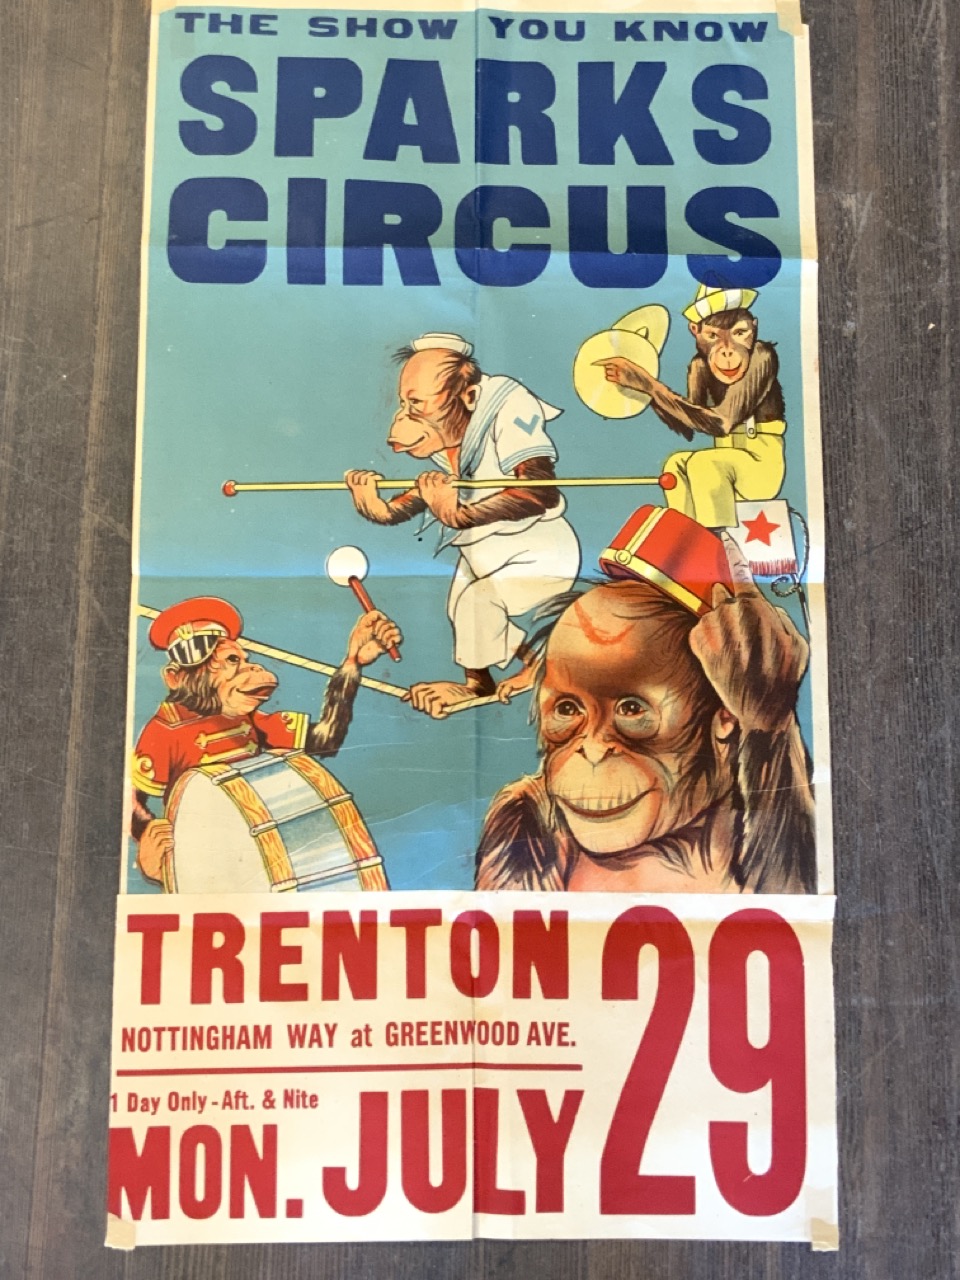 THE SHOW YOU KNOW
SPARKS
CIRCUS
TRENTON 29
NOTTINGHAM WAY at GREENWOOD AVE.
1 Day Only - Aft. & Nite
MON. JULY